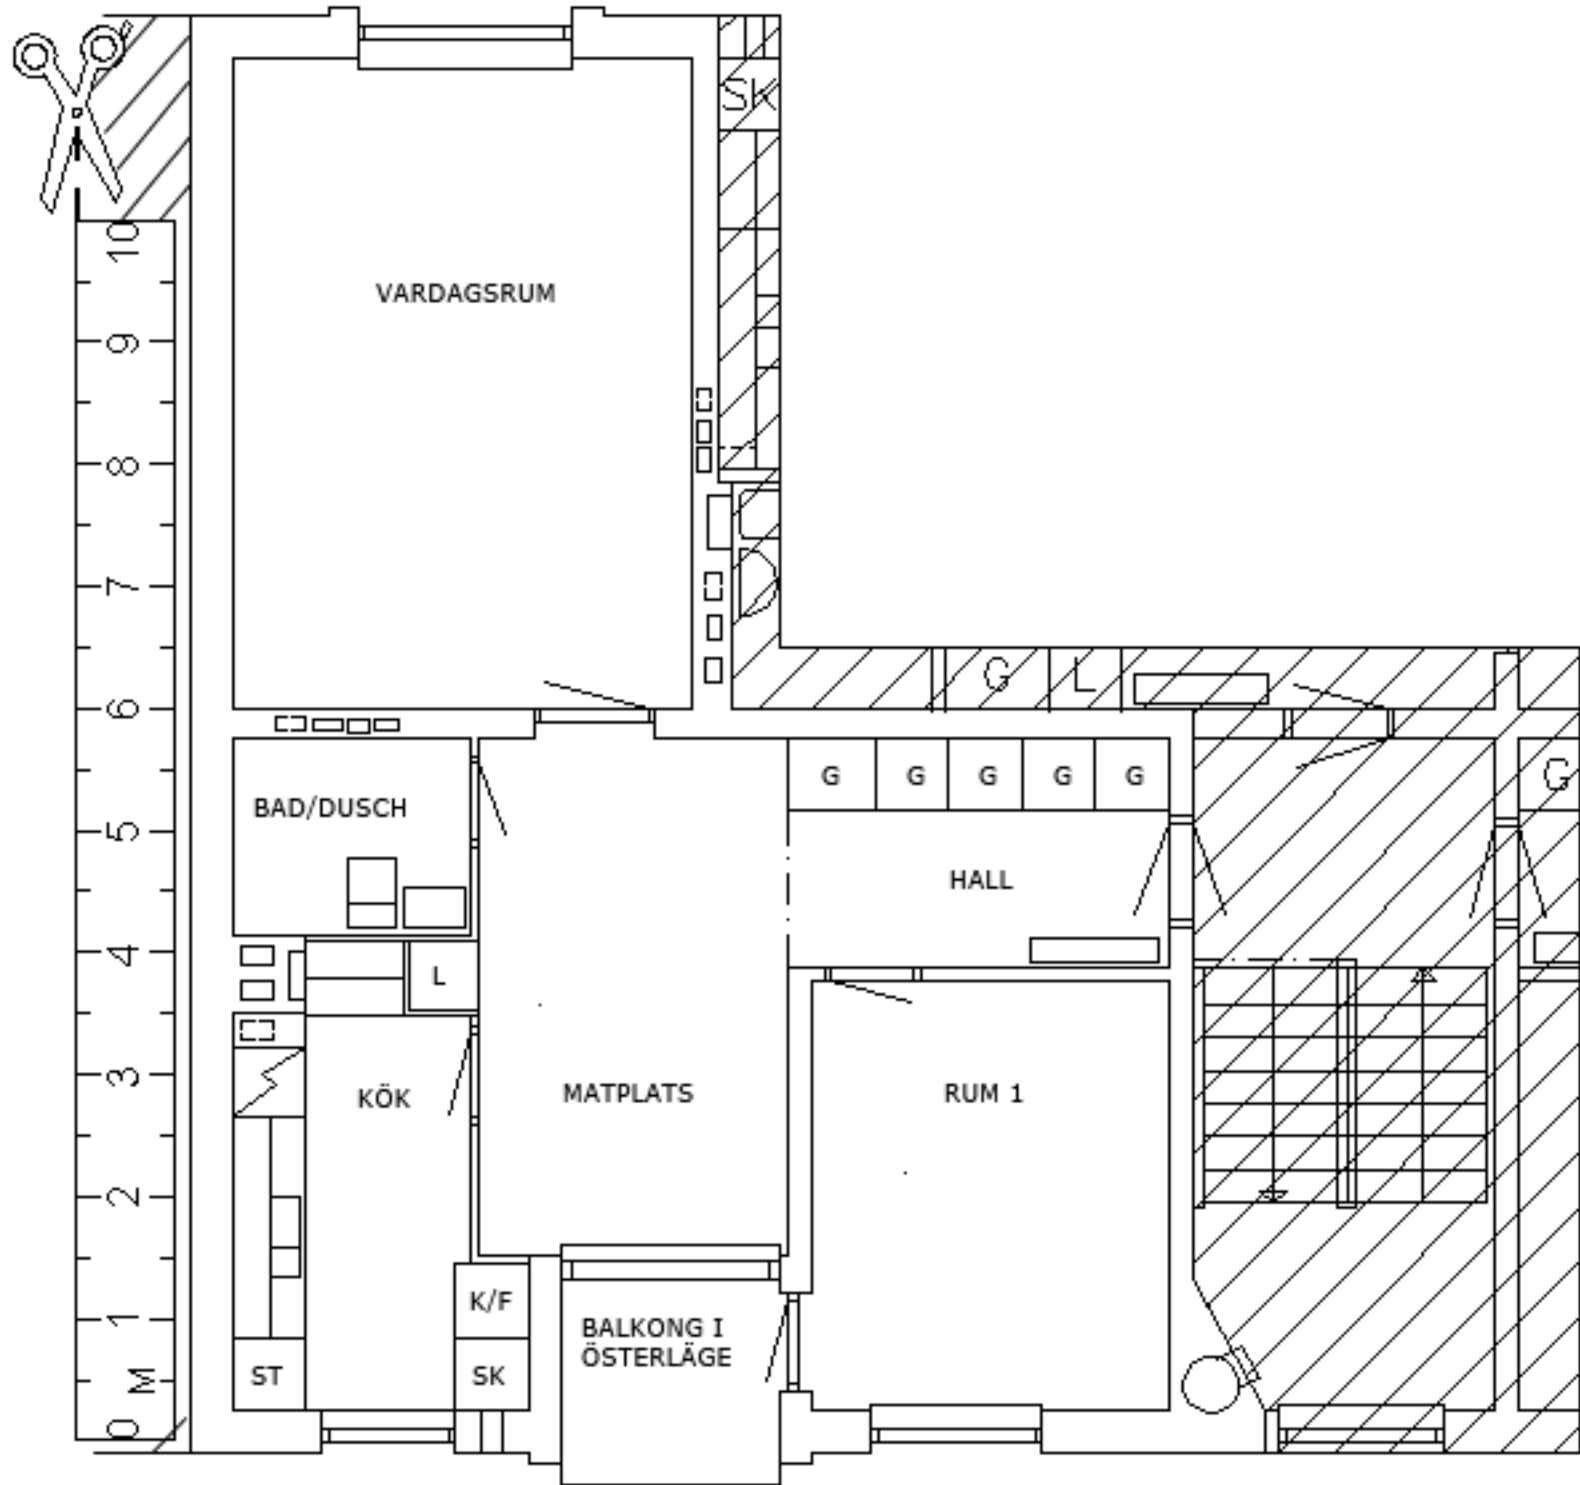 SK
10
VARDAGSRUM
9
8
7
G L
6
G G G G G G
BAD/DUSCH
5
HALL
4
L
3
KÖK MATPLATS RUM 1
2
K/F
1
BALKONG I
ÖSTERLÄGE
ST M SK
0